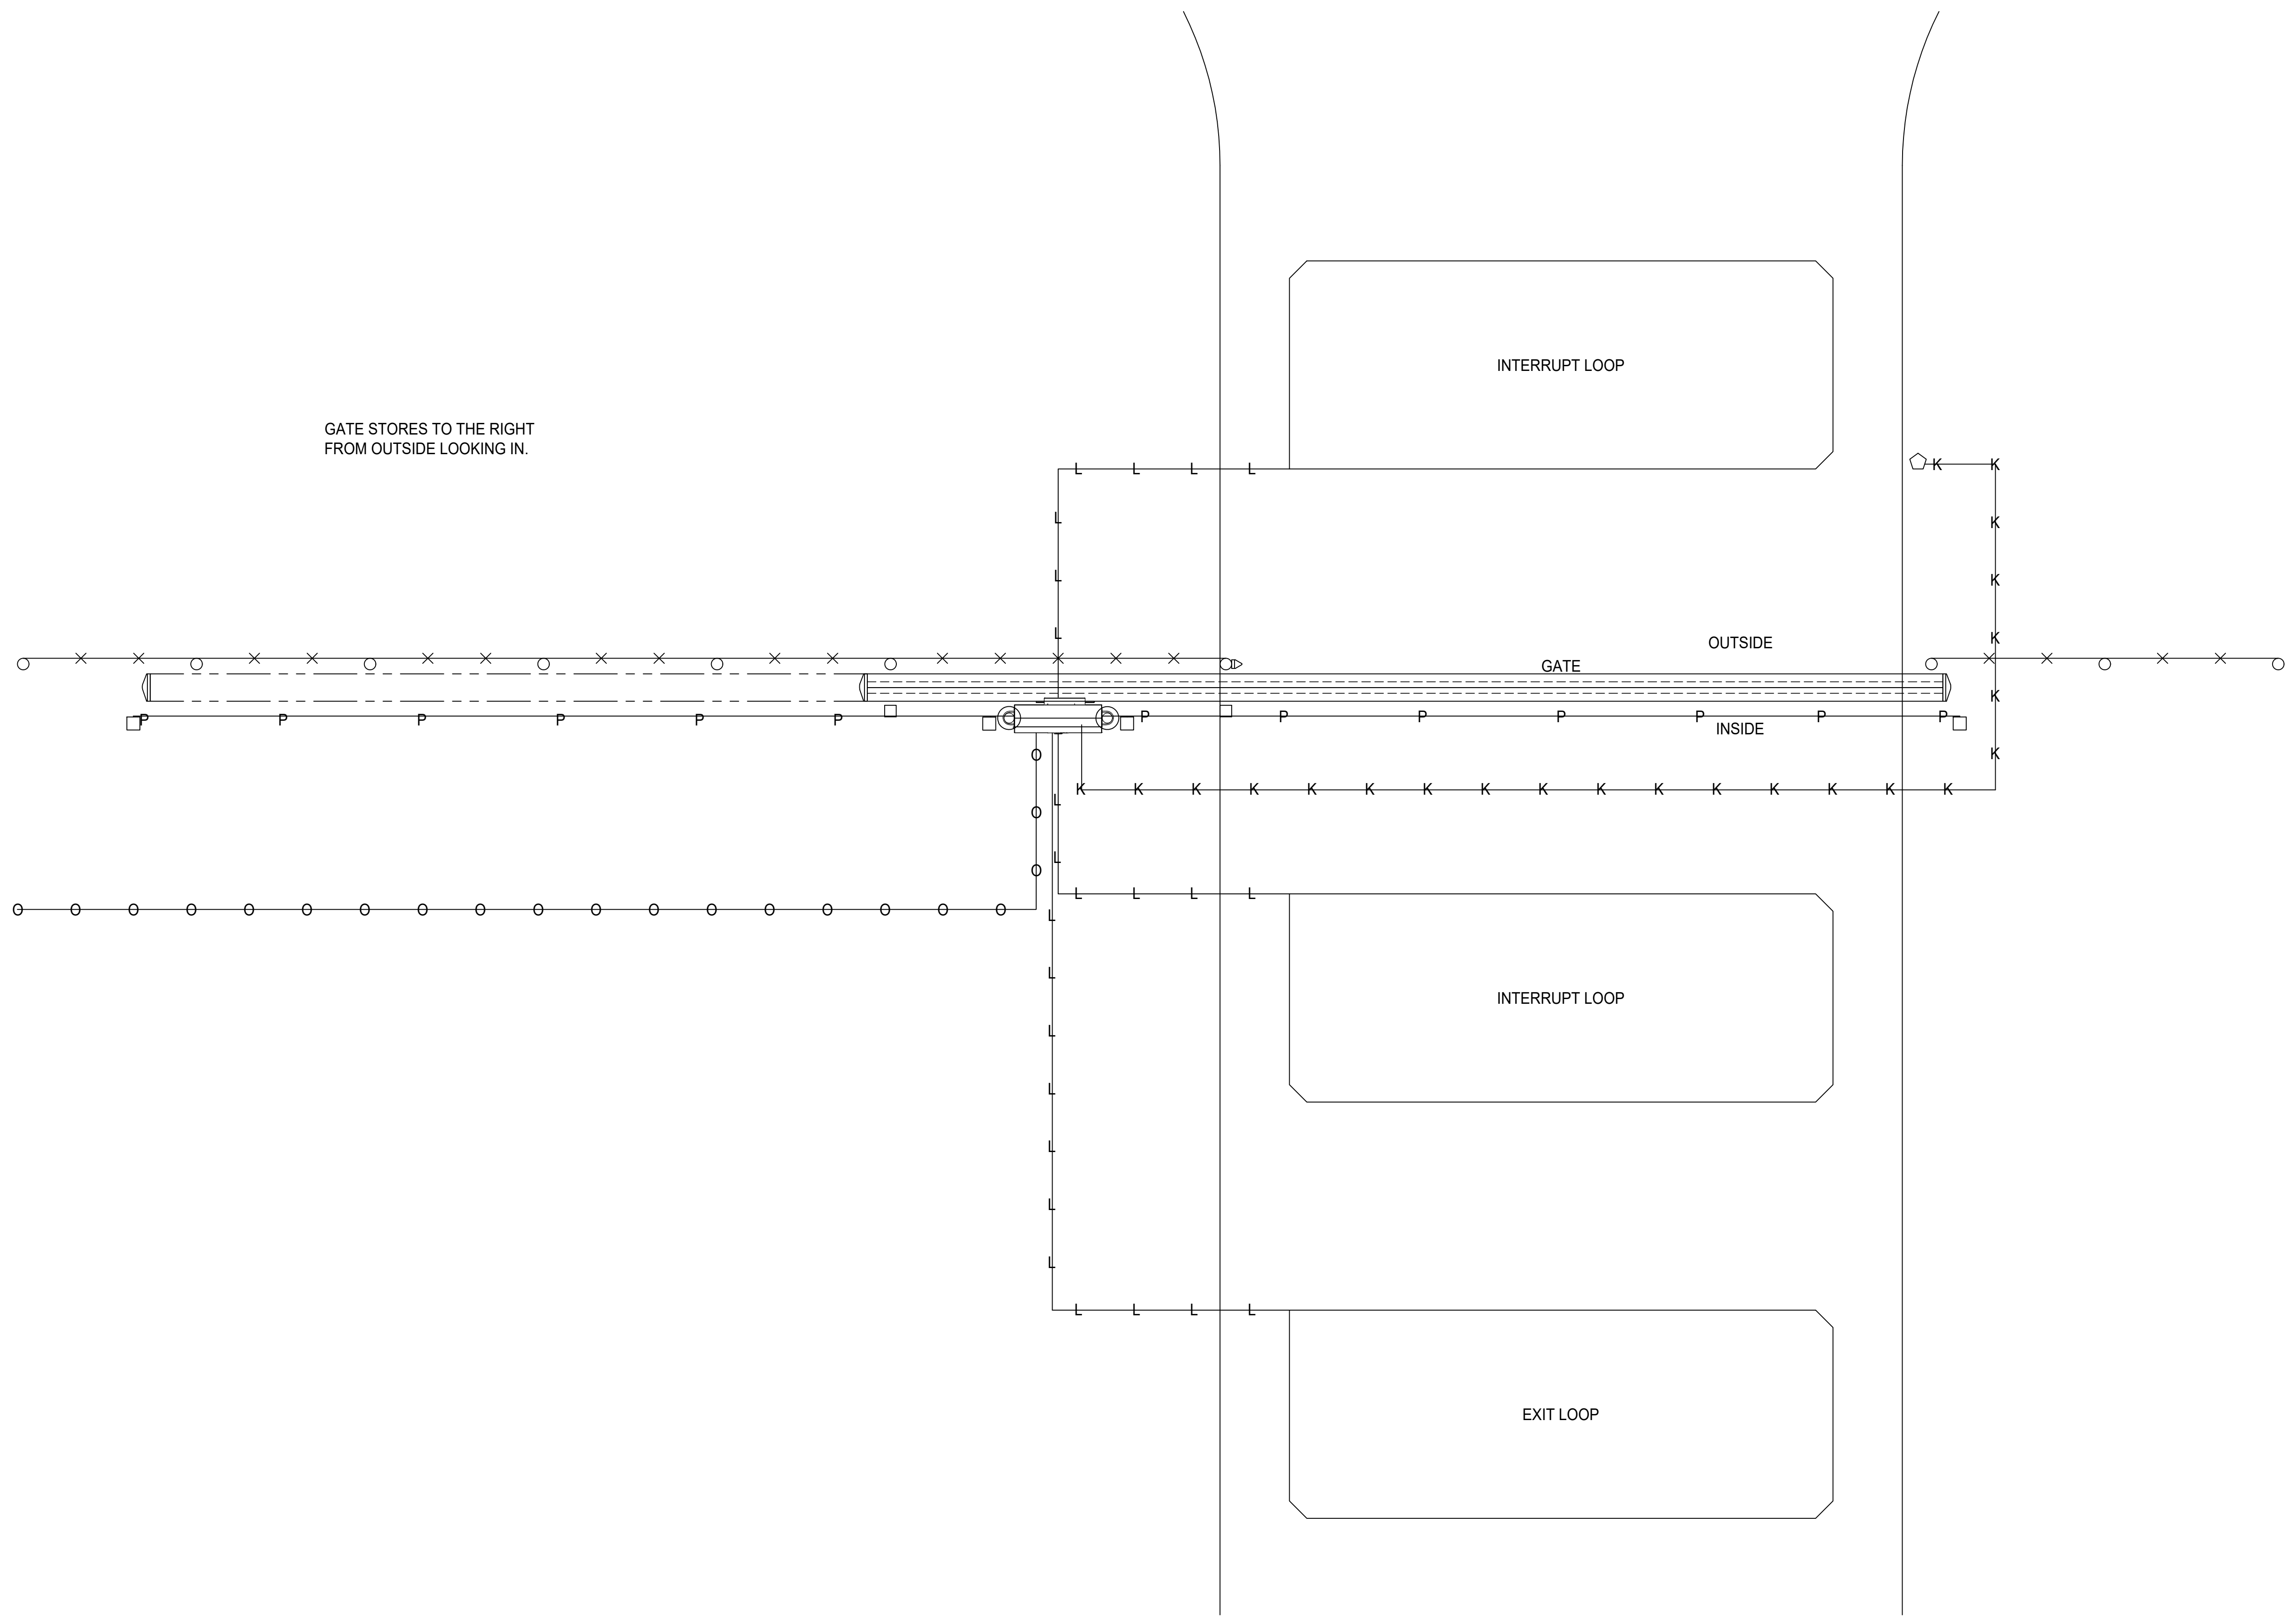 INTERRUPT LOOP
GATE STORES TO THE RIGHT
FROM OUTSIDE LOOKING IN.
K K
L L L L
L
K
L
K
L
K
OUTSIDE
GATE
K
P P P P P P P P P P P P P
INSIDE
O
K
K K K K K K K K K K K K K K K K
L
O
L
O
L L L L
O O O O O O O O O O O O O O O O O O
L
L
INTERRUPT LOOP
L
L
L
L
L
L L L L
EXIT LOOP